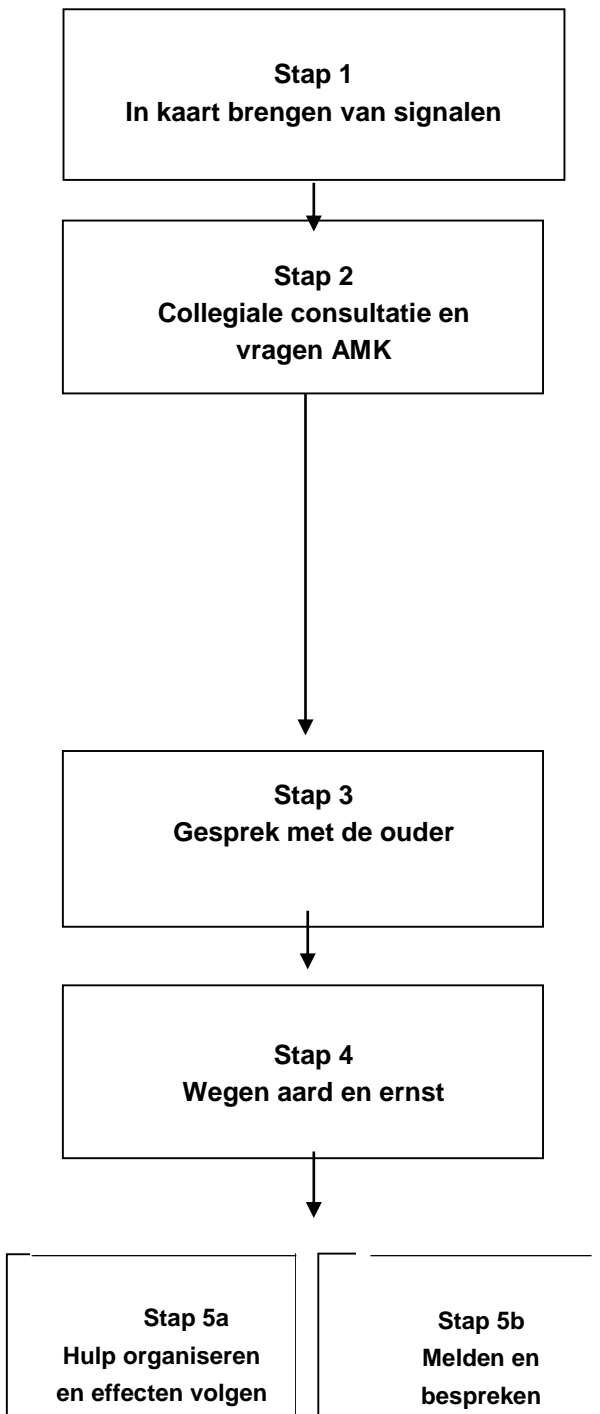 Stap 1
In kaart brengen van signalen
Stap 2
Collegiale consultatie en
vragen AMK
Stap 3
Gesprek met de ouder
Stap 4
Wegen aard en ernst
Stap 5a
Hulp organiseren
en effecten volgen
Stap 5b
Melden en
bespreken